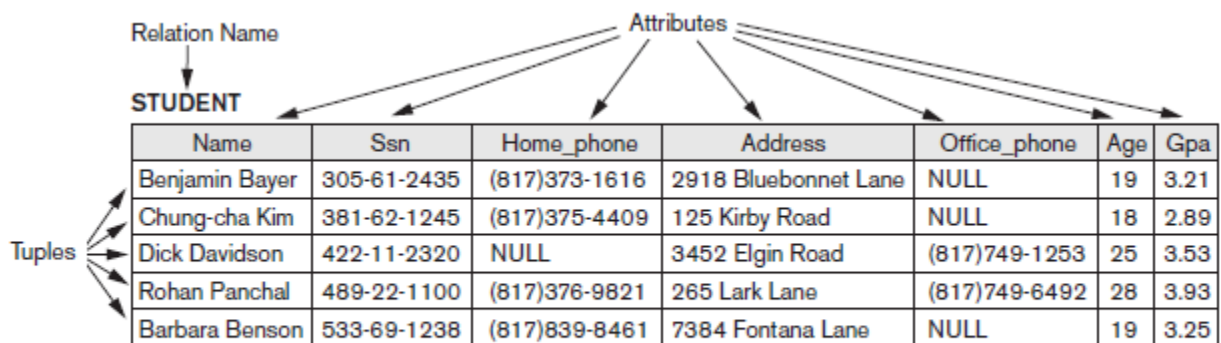 Attributes
Relation Name
STUDENT
Name Ssn Home_phone Address Office_phone Age Gpa
Benjamin Bayer 305-61-2435 (817)373-1616 2918 Bluebonnet Lane NULL 19 3.21
Chung-cha Kim 381-62-1245 (817)375-4409 125 Kirby Road NULL 18 2.89
Tuples Dick Davidson 422-11-2320 NULL 3452 Elgin Road (817)749-1253 25 3.53
Rohan Panchal 489-22-1100 (817)376-9821 265 Lark Lane (817)749-6492 28 3.93
Barbara Benson 533-69-1238 (817)839-8461 7384 Fontana Lane NULL 19 3.25